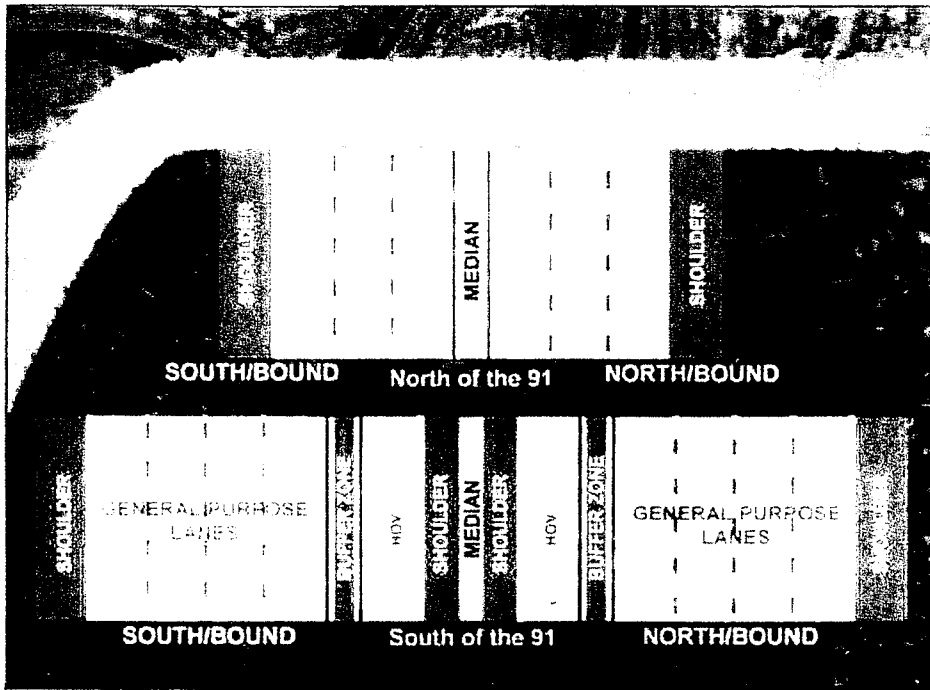 SHOULDER
MEDIAN
SHOULDER
SOUTH/BOUND
North of the 91
NORTH/BOUND
SHOULDER
GENERAL PURPOSE
LANES
BUFFER ZONE
HOV
SHOULDER
MEDIAN
SHOULDER
HOV
BUFFER ZONE
GENERAL PURPOSE
LANES
SHOULDER
SOUTH/BOUND
South of the 91
NORTH/BOUND